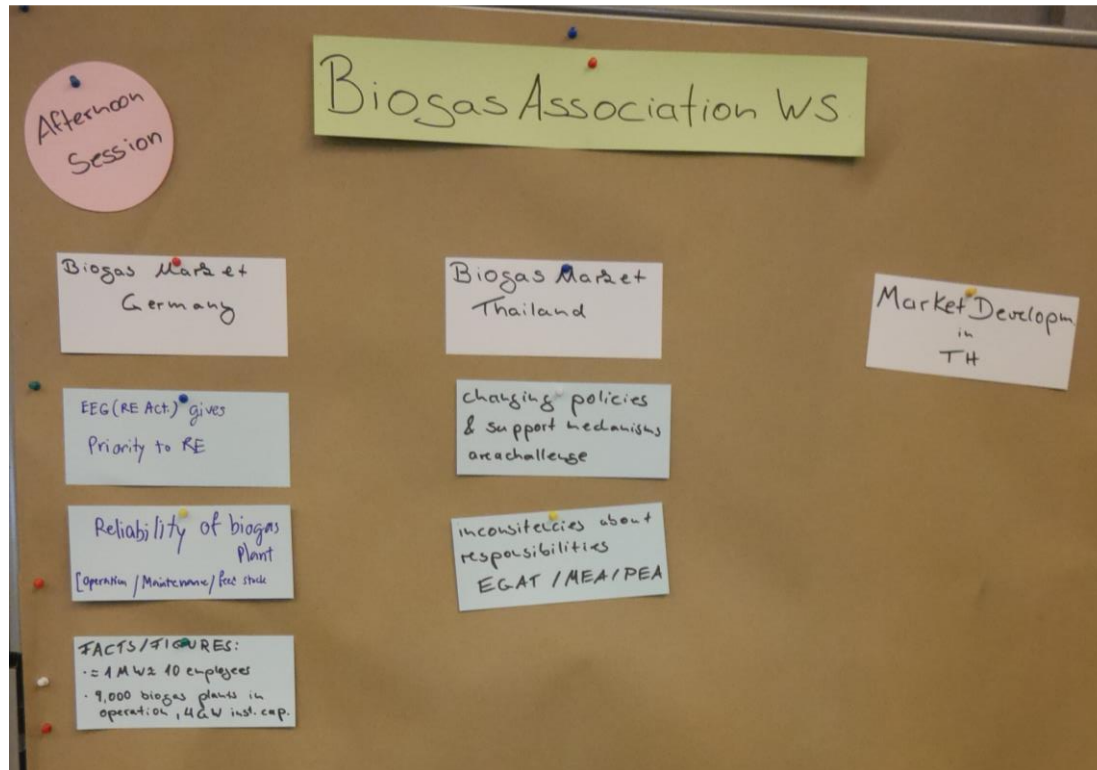 Afternoon
Session
Biogas Association WS
Biogas Market
Germany
EEG (RE Act.) gives
Priority to RE
Reliability of biogas
Plant
[Operation / Maintenance / feed stock
FACTS/FIGURES:
· = 1 MW ≙ 10 employees
· 9,000 biogas plants in
operation, 4GW inst. cap.
Biogas Market
Thailand
changing policies
& support mechanisms
are a challenge
inconsitencies about
responsibilities
EGAT / MEA / PEA
Market Developm
in
TH